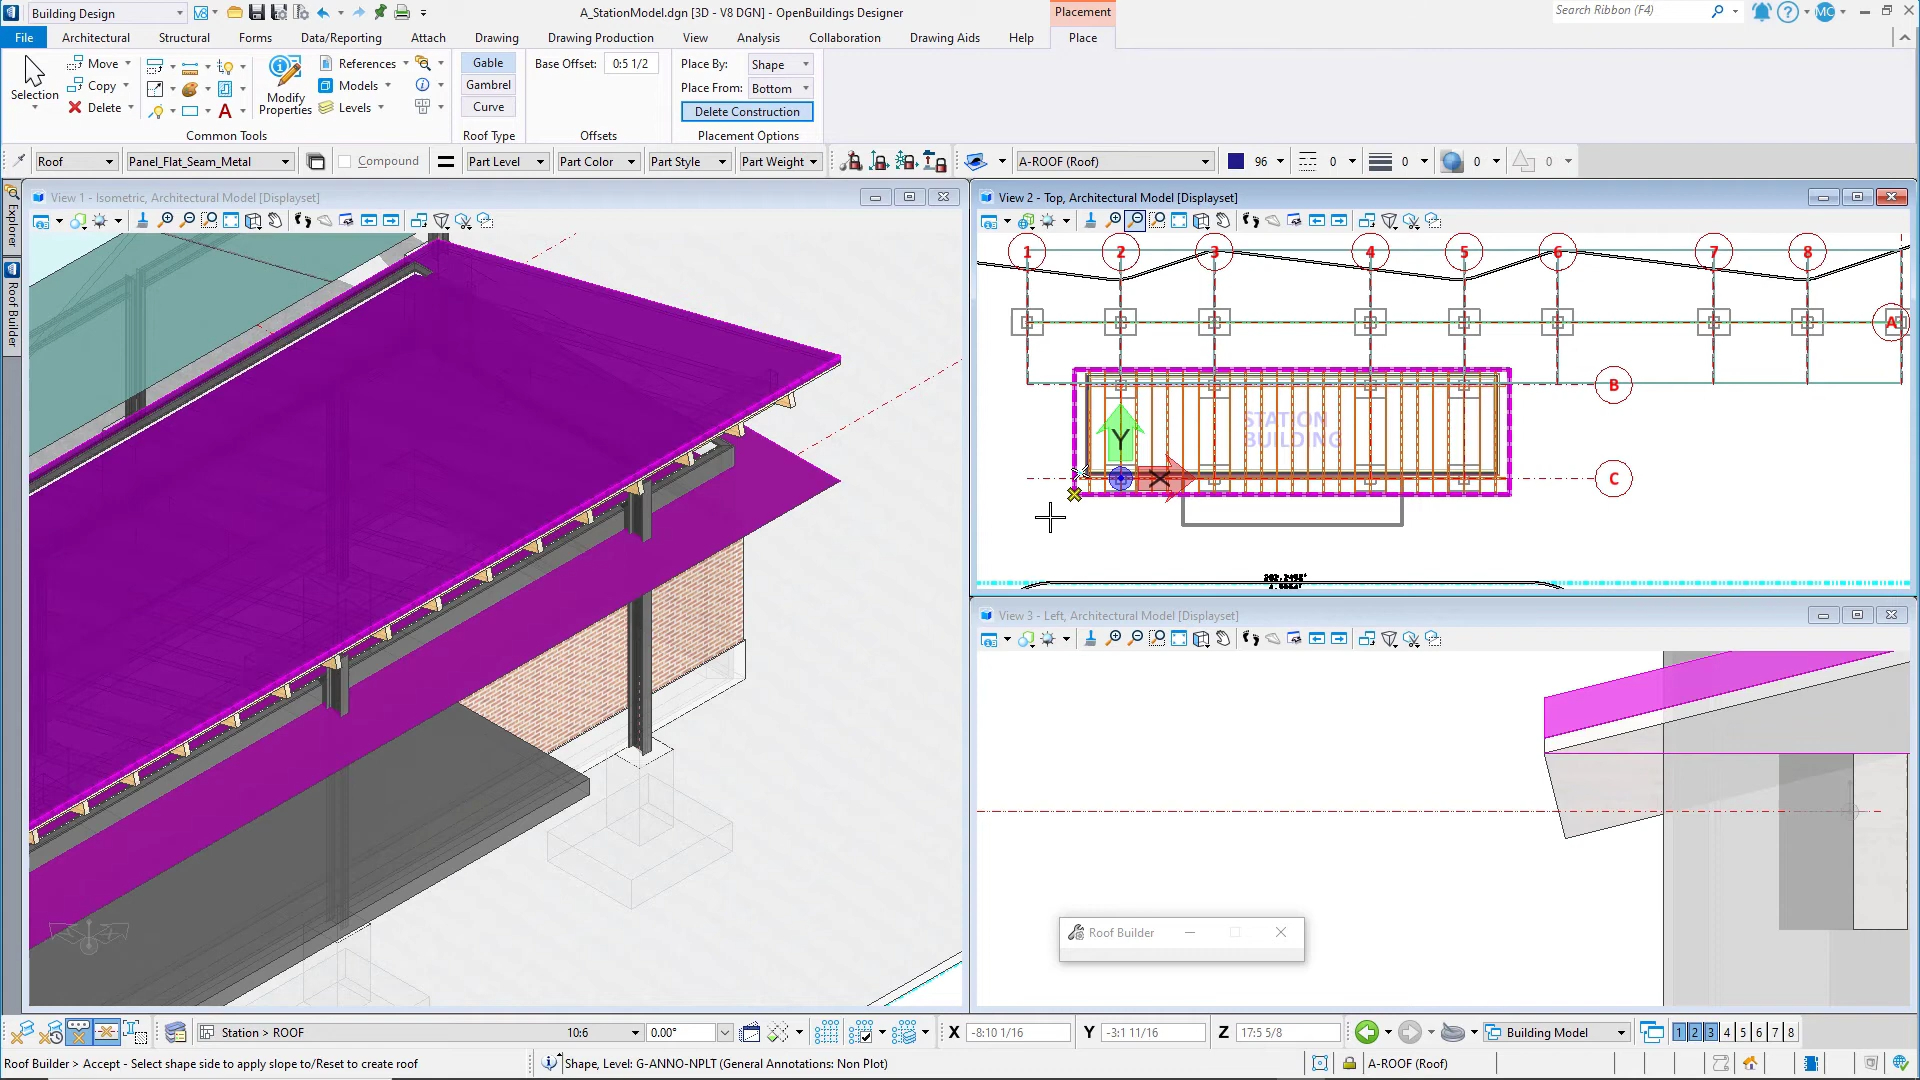 Building Design
A_StationModel.dgn [3D - V8 DGN] - OpenBuildings Designer
Placement
Search Ribbon (F4)
MC
File
Architectural
Structural
Forms
Data/Reporting
Attach
Drawing
Drawing Production
View
Analysis
Collaboration
Drawing Aids
Help
Place
Selection
Move
Copy
Delete
Modify
Properties
References
Models
Levels
Common Tools
Gable
Gambrel
Curve
Roof Type
Base Offset: 0:5 1/2
Offsets
Place By: Shape
Place From: Bottom
Delete Construction
Placement Options
Roof
Panel_Flat_Seam_Metal
Compound
Part Level
Part Color
Part Style
Part Weight
A-ROOF (Roof)
96
0
0
0
0
Explorer
Roof Builder
View 1 - Isometric, Architectural Model [Displayset]
View 2 - Top, Architectural Model [Displayset]
1 2 3 4 5 6 7 8
A
B
STATION
BUILDING
Y
X
C
View 3 - Left, Architectural Model [Displayset]
Roof Builder
Station > ROOF
10:6
0.00°
X -8:10 1/16
Y -3:1 11/16
Z 17:5 5/8
Building Model
1 2 3 4 5 6 7 8
Roof Builder > Accept - Select shape side to apply slope to/Reset to create roof
Shape, Level: G-ANNO-NPLT (General Annotations: Non Plot)
A-ROOF (Roof)